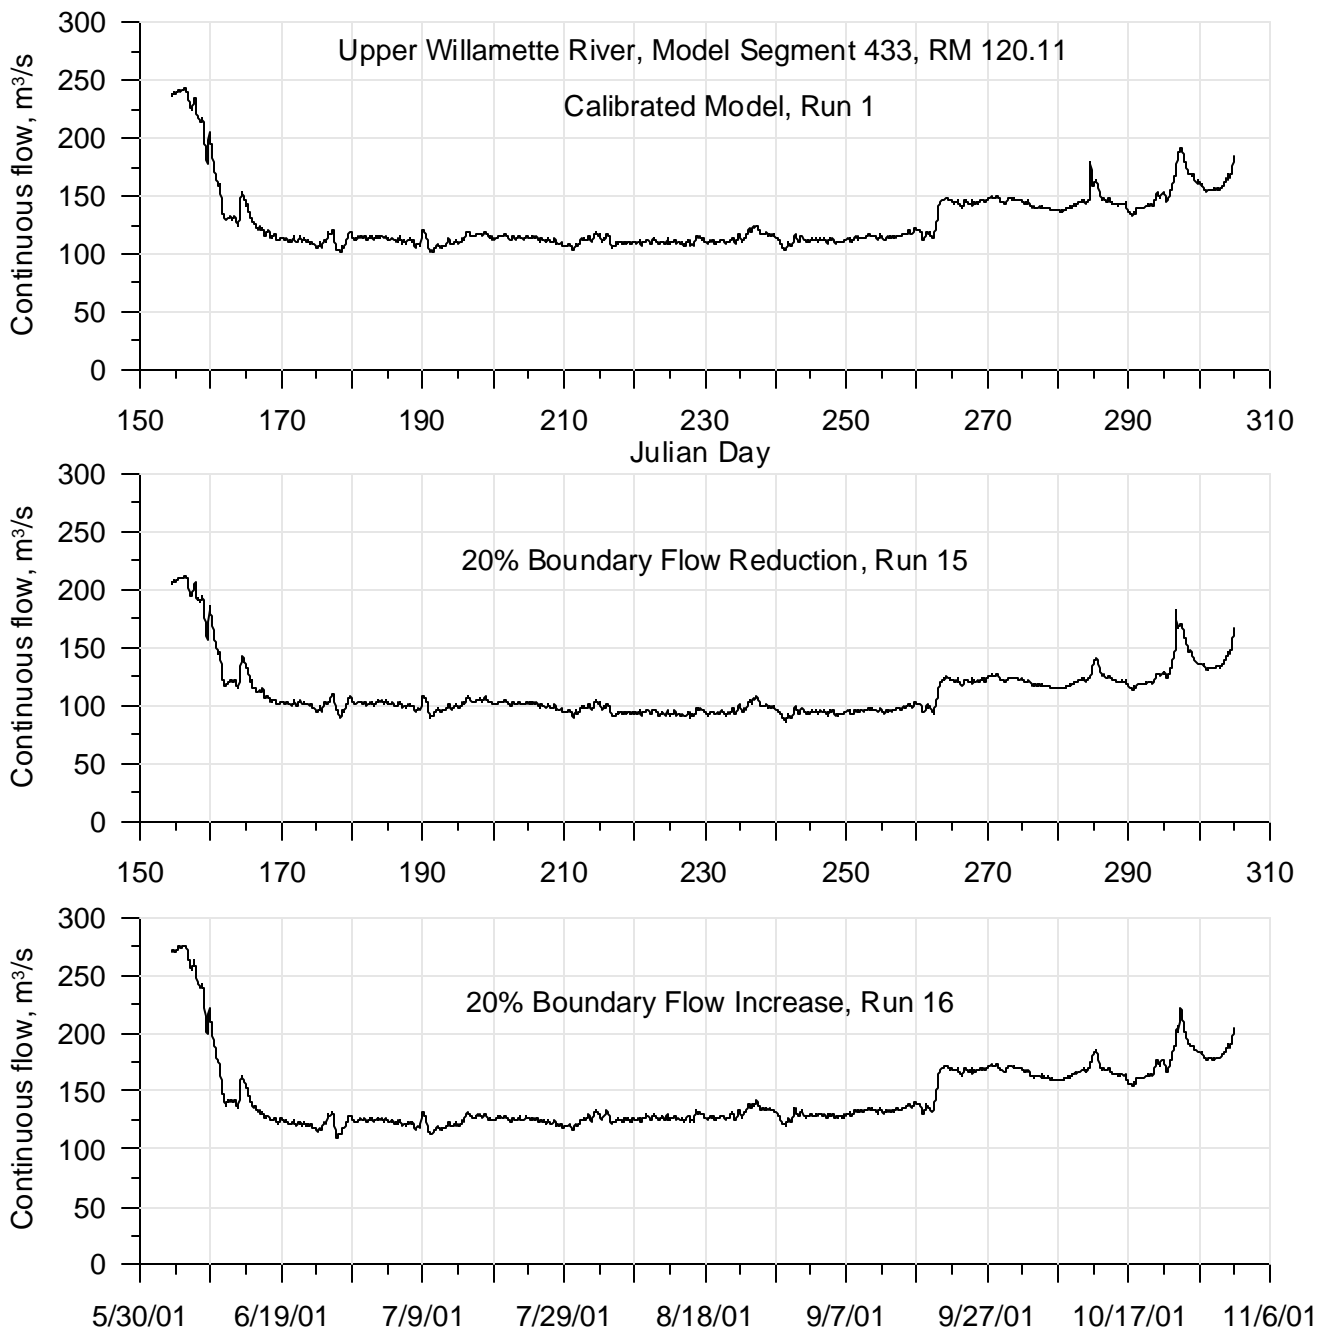 Upper Willamette River, Model Segment 433, RM 120.11
Calibrated Model, Run 1
Continuous flow, m³/s
300
250
200
150
100
50
0
150 170 190 210 230 250 270 290 310
Julian Day
20% Boundary Flow Reduction, Run 15
Continuous flow, m³/s
300
250
200
150
100
50
0
150 170 190 210 230 250 270 290 310
20% Boundary Flow Increase, Run 16
Continuous flow, m³/s
300
250
200
150
100
50
0
5/30/01 6/19/01 7/9/01 7/29/01 8/18/01 9/7/01 9/27/01 10/17/01 11/6/01